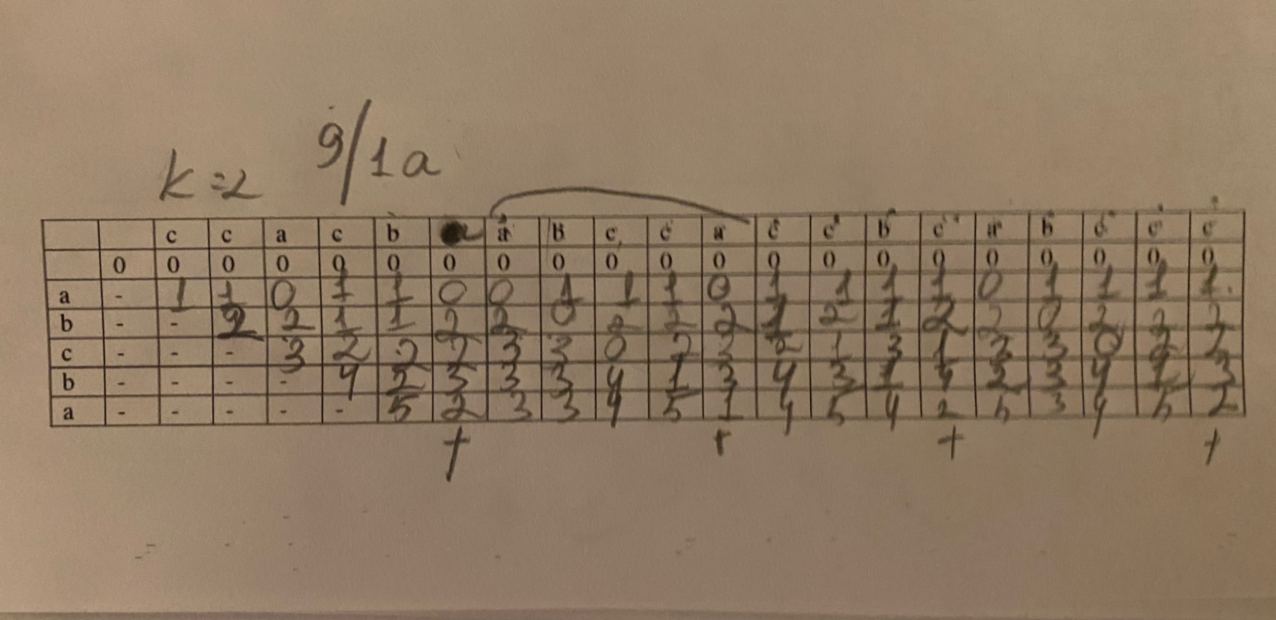 k=2 9/1a
c c a c b a a B c c a c c b c a b c c c
0 0 0 0 0 0 0 0 0 0 0 0 0 0 0 0 0 0 0 0 0
a - 1 1 0 1 1 0 0 1 1 1 0 1 1 1 1 0 1 1 1 1
b - - 2 2 1 1 2 2 0 2 2 2 1 2 1 2 2 0 2 2 2
c - - - 3 2 2 2 3 3 0 2 3 2 1 3 1 3 3 0 2 2
b - - - - 4 2 3 3 3 4 1 3 4 3 1 4 2 3 4 1 3
a - - - - - 5 2 3 3 4 5 1 4 5 4 2 5 3 4 5 2
+ + + +